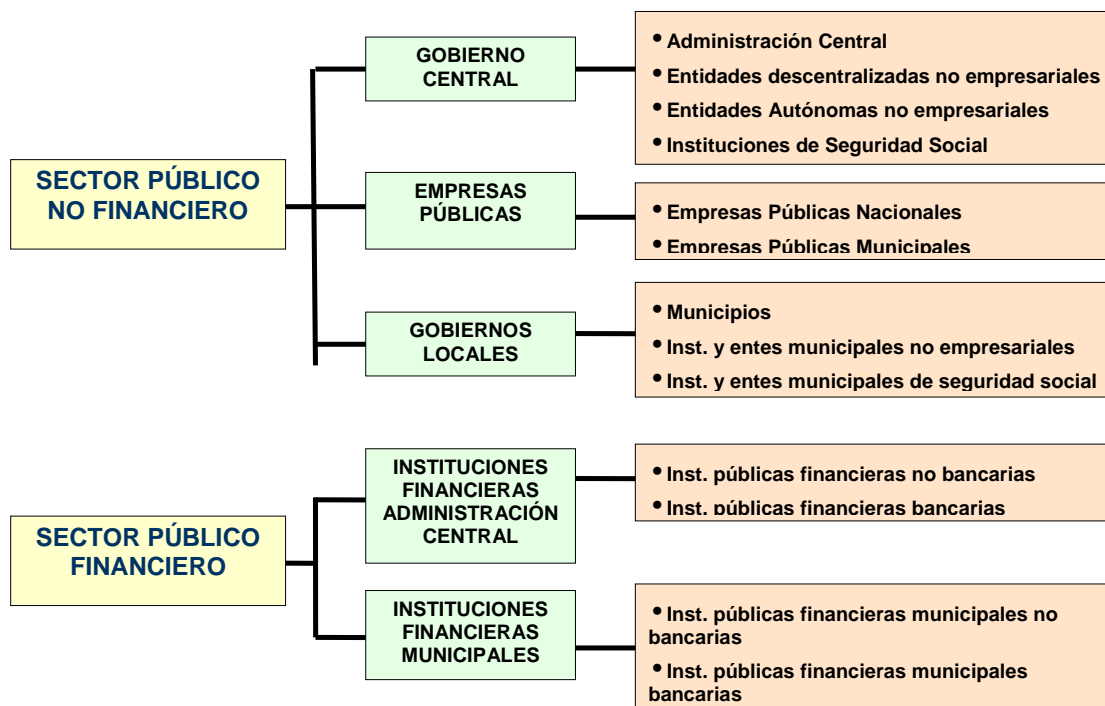 SECTOR PÚBLICO
NO FINANCIERO
GOBIERNO
CENTRAL
• Administración Central
• Entidades descentralizadas no empresariales
• Entidades Autónomas no empresariales
• Instituciones de Seguridad Social
EMPRESAS
PÚBLICAS
• Empresas Públicas Nacionales
• Empresas Públicas Municipales
GOBIERNOS
LOCALES
• Municipios
• Inst. y entes municipales no empresariales
• Inst. y entes municipales de seguridad social
SECTOR PÚBLICO
FINANCIERO
INSTITUCIONES
FINANCIERAS
ADMINISTRACIÓN
CENTRAL
• Inst. públicas financieras no bancarias
• Inst. públicas financieras bancarias
INSTITUCIONES
FINANCIERAS
MUNICIPALES
• Inst. públicas financieras municipales no
bancarias
• Inst. públicas financieras municipales
bancarias